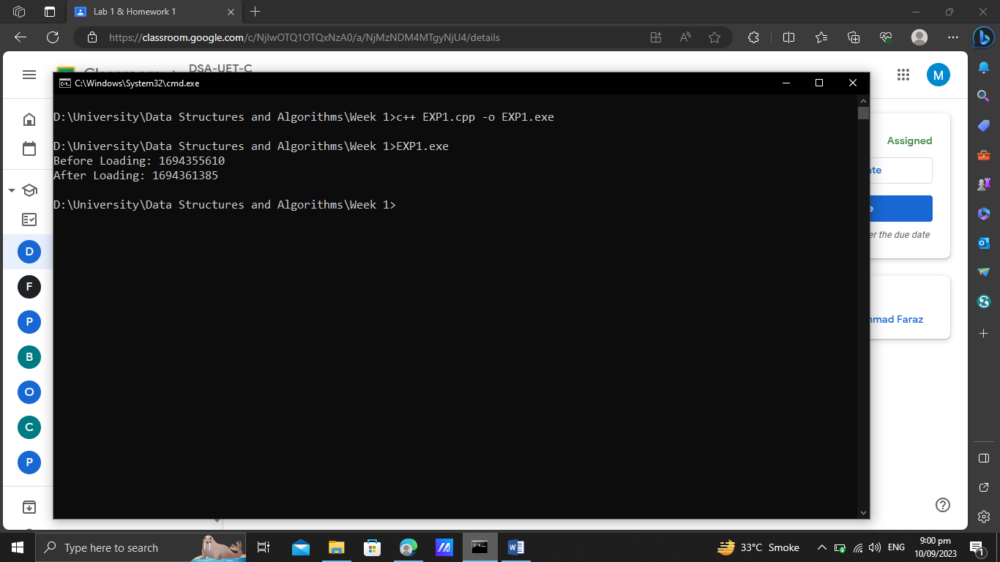 Lab 1 & Homework 1
https://classroom.google.com/c/NjIwOTQ1OTQxNzA0/a/NjMzNDM4MTgyNjU4/details
DSA-UET-C
M
C:\Windows\System32\cmd.exe
D:\University\Data Structures and Algorithms\Week 1>c++ EXP1.cpp -o EXP1.exe
D:\University\Data Structures and Algorithms\Week 1>EXP1.exe
Before Loading: 1694355610
After Loading: 1694361385
D:\University\Data Structures and Algorithms\Week 1>
Assigned
the due date
Faraz
D
F
P
B
O
C
P
Type here to search
33°C Smoke
ENG
9:00 pm
10/09/2023
1